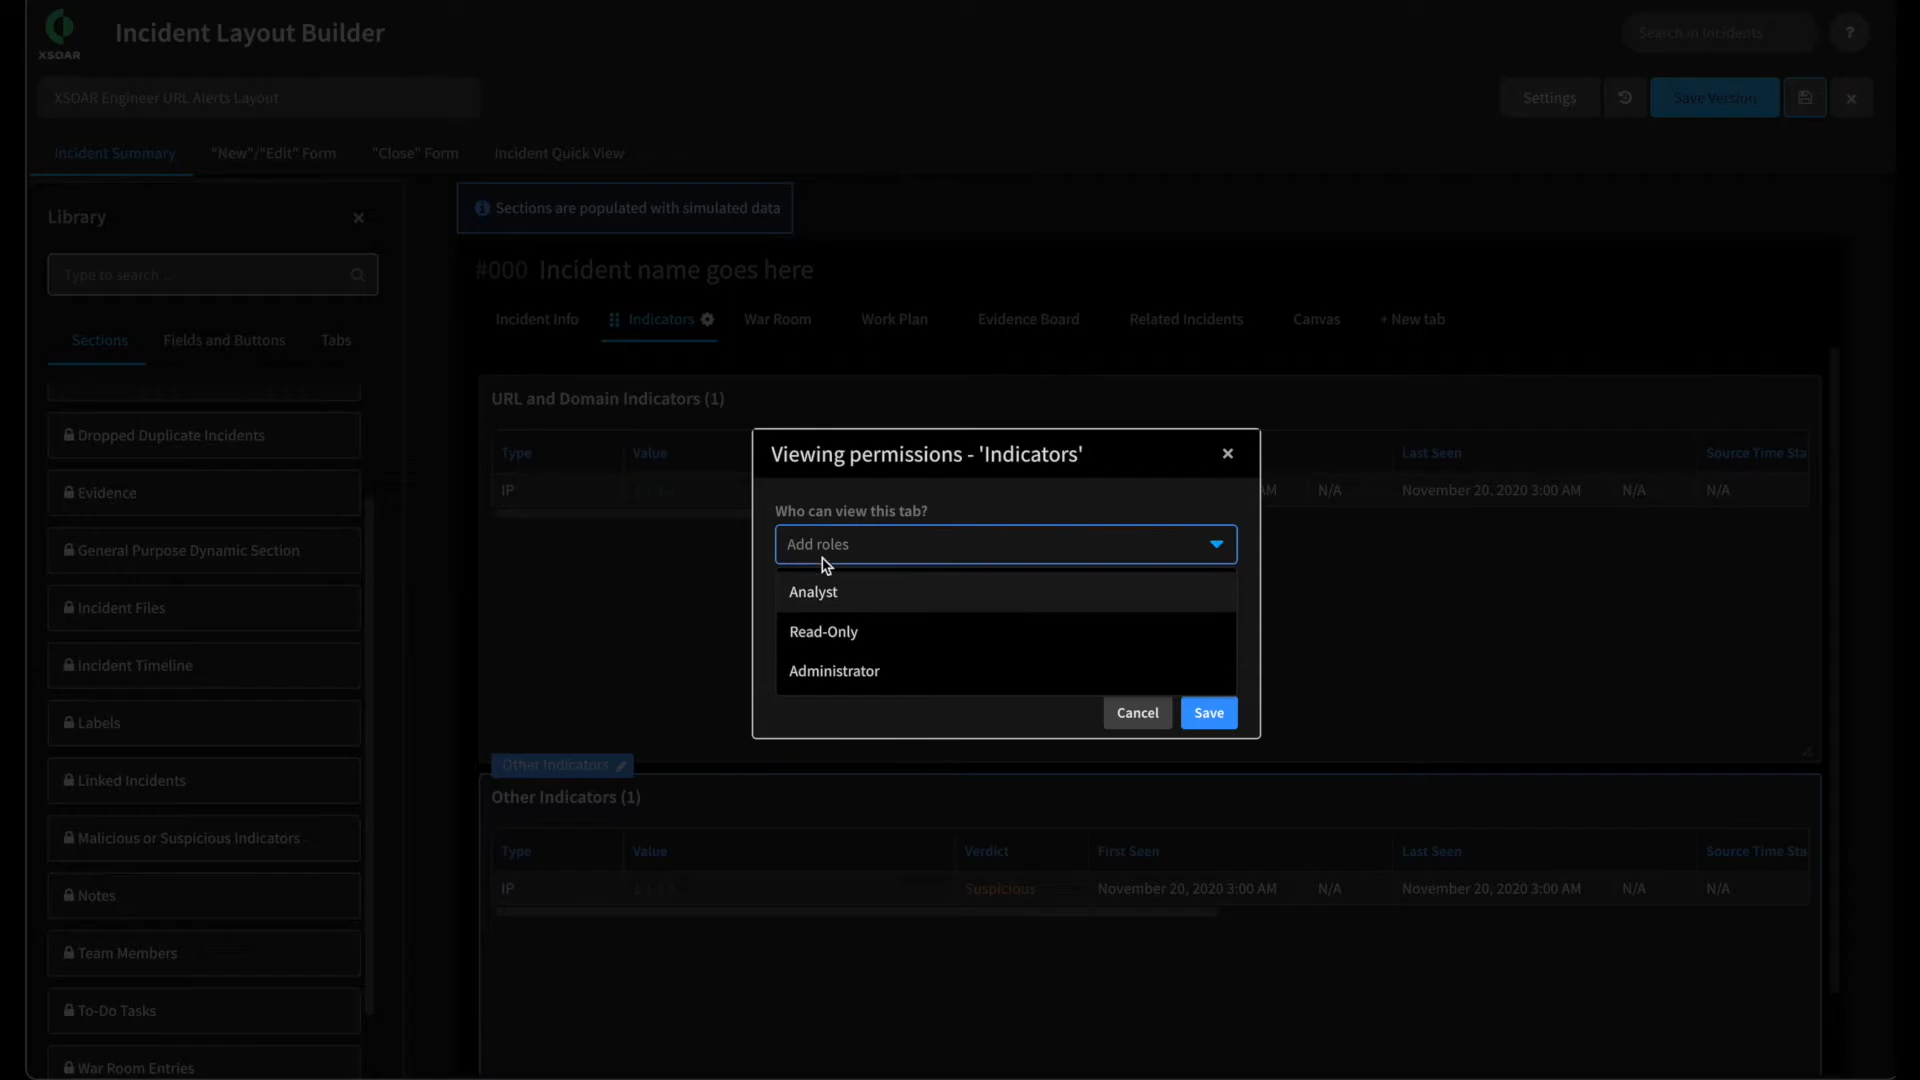 XSOAR
Incident Layout Builder
Search in Incidents
?
XSOAR Engineer URL Alerts Layout
Settings
Save Version
Incident Summary
"New"/"Edit" Form
"Close" Form
Incident Quick View
Library
Type to search ...
Sections
Fields and Buttons
Tabs
Dropped Duplicate Incidents
Evidence
General Purpose Dynamic Section
Incident Files
Incident Timeline
Labels
Linked Incidents
Malicious or Suspicious Indicators
Notes
Team Members
To-Do Tasks
War Room Entries
Sections are populated with simulated data
#000 Incident name goes here
Incident Info
Indicators
War Room
Work Plan
Evidence Board
Related Incidents
Canvas
+ New tab
URL and Domain Indicators (1)
Type Value Last Seen Source Time Sta
IP AM N/A November 20, 2020 3:00 AM N/A N/A
Viewing permissions - 'Indicators'
Who can view this tab?
Add roles
Analyst
Read-Only
Administrator
Cancel
Save
Other Indicators
Other Indicators (1)
Type Value Verdict First Seen Last Seen Source Time Sta
IP Suspicious November 20, 2020 3:00 AM N/A November 20, 2020 3:00 AM N/A N/A